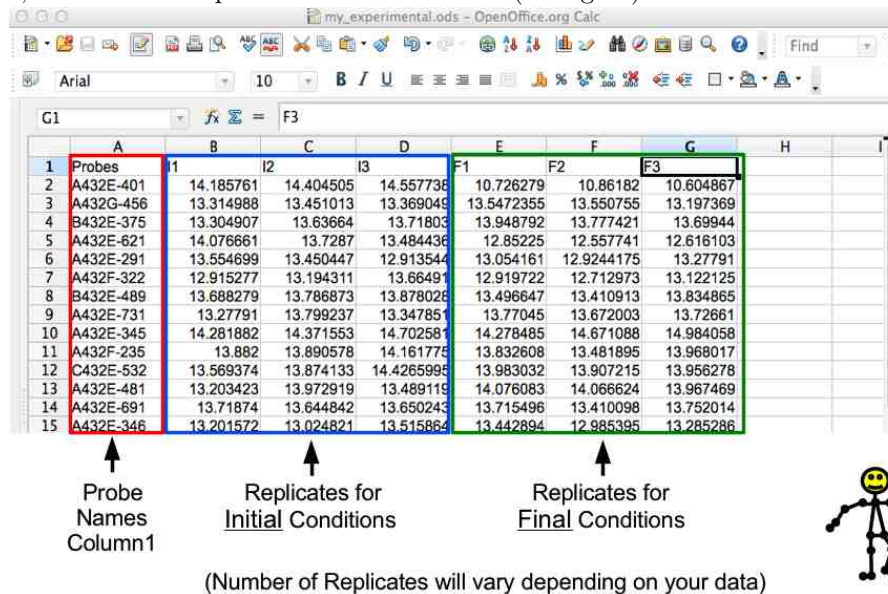 my_experimental.ods - OpenOffice.org Calc
Find
Arial 10 B I U
G1 = F3
A B C D E F G H I
1 Probes I1 I2 I3 F1 F2 F3
2 A432E-401 14.185761 14.404505 14.557738 10.726279 10.86182 10.604867
3 A432G-456 13.314988 13.451013 13.369049 13.5472355 13.550755 13.197369
4 B432E-375 13.304907 13.63664 13.71803 13.948792 13.777421 13.69944
5 A432E-621 14.076661 13.7287 13.484436 12.85225 12.557741 12.616103
6 A432E-291 13.554699 13.450447 12.913544 13.054161 12.9244175 13.27791
7 A432F-322 12.915277 13.194311 13.66491 12.919722 12.712973 13.122125
8 B432E-489 13.688279 13.786873 13.878028 13.496647 13.410913 13.834865
9 A432E-731 13.27791 13.799237 13.347851 13.77045 13.672003 13.72661
10 A432E-345 14.281882 14.371553 14.702581 14.278485 14.671088 14.984058
11 A432F-235 13.882 13.890578 14.161775 13.832608 13.481895 13.968017
12 C432E-532 13.569374 13.874133 14.4265995 13.983032 13.907215 13.956278
13 A432E-481 13.203423 13.972919 13.489119 14.076083 14.066624 13.967469
14 A432E-691 13.71874 13.644842 13.650243 13.715496 13.410098 13.752014
15 A432E-346 13.201572 13.024821 13.515864 13.442894 12.985395 13.285286
Probe
Names
Column1
Replicates for
Initial Conditions
Replicates for
Final Conditions
(Number of Replicates will vary depending on your data)